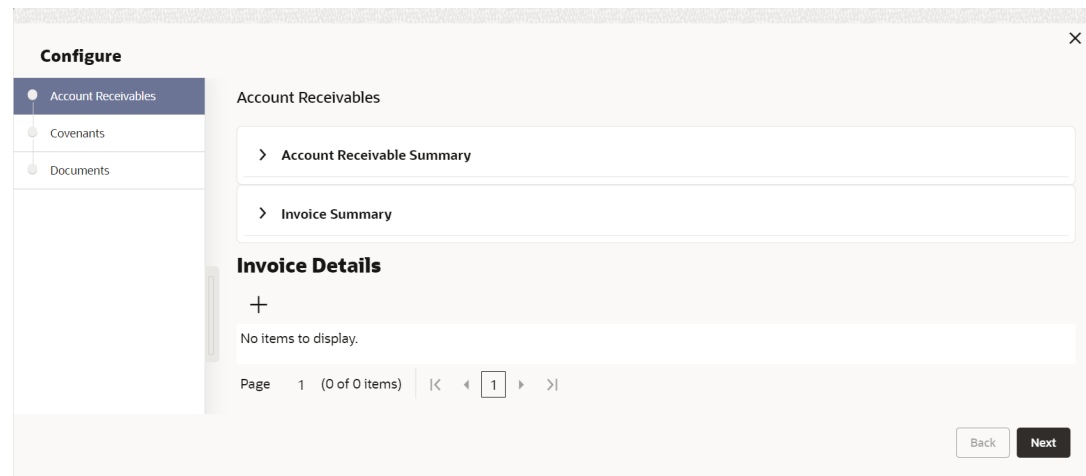 Configure
Account Receivables
Covenants
Documents
Account Receivables
Account Receivable Summary
Invoice Summary
Invoice Details
No items to display.
Page 1 (0 of 0 items) 1
Back Next